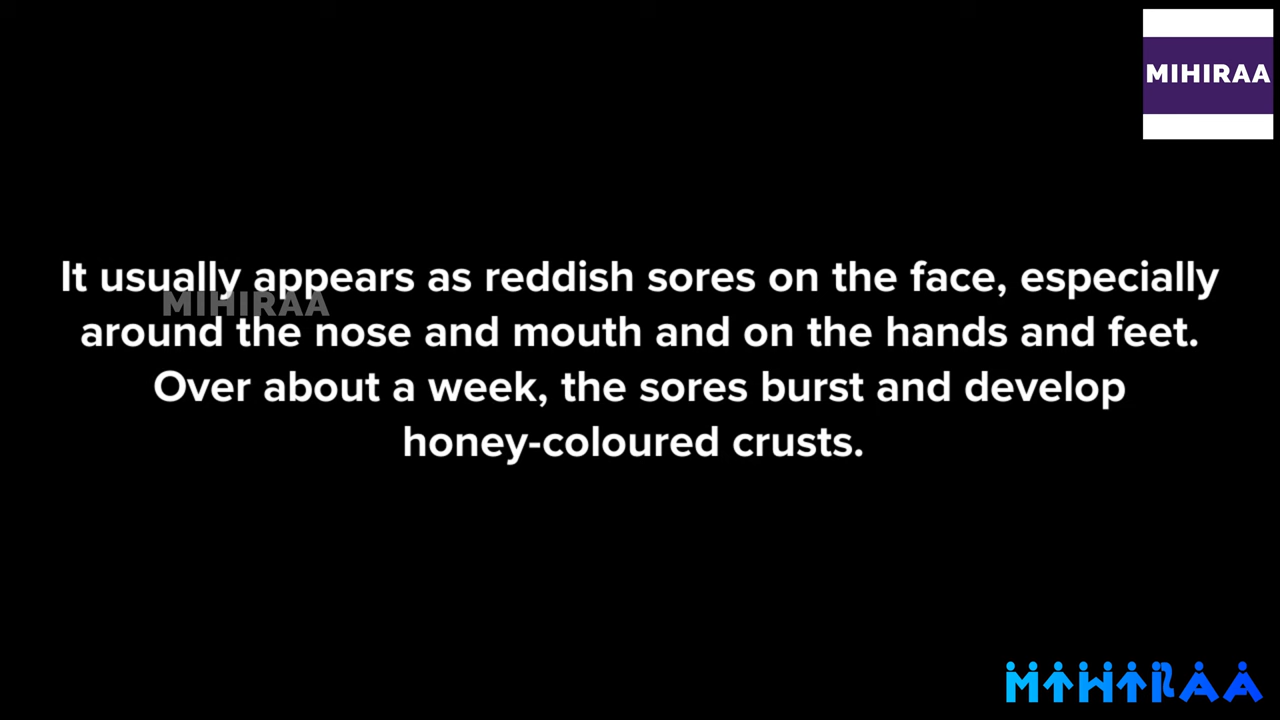 MIHIRAA
It usually appears as reddish sores on the face, especially
MIHIRAA
around the nose and mouth and on the hands and feet.
Over about a week, the sores burst and develop
honey-coloured crusts.
MIHIRAA